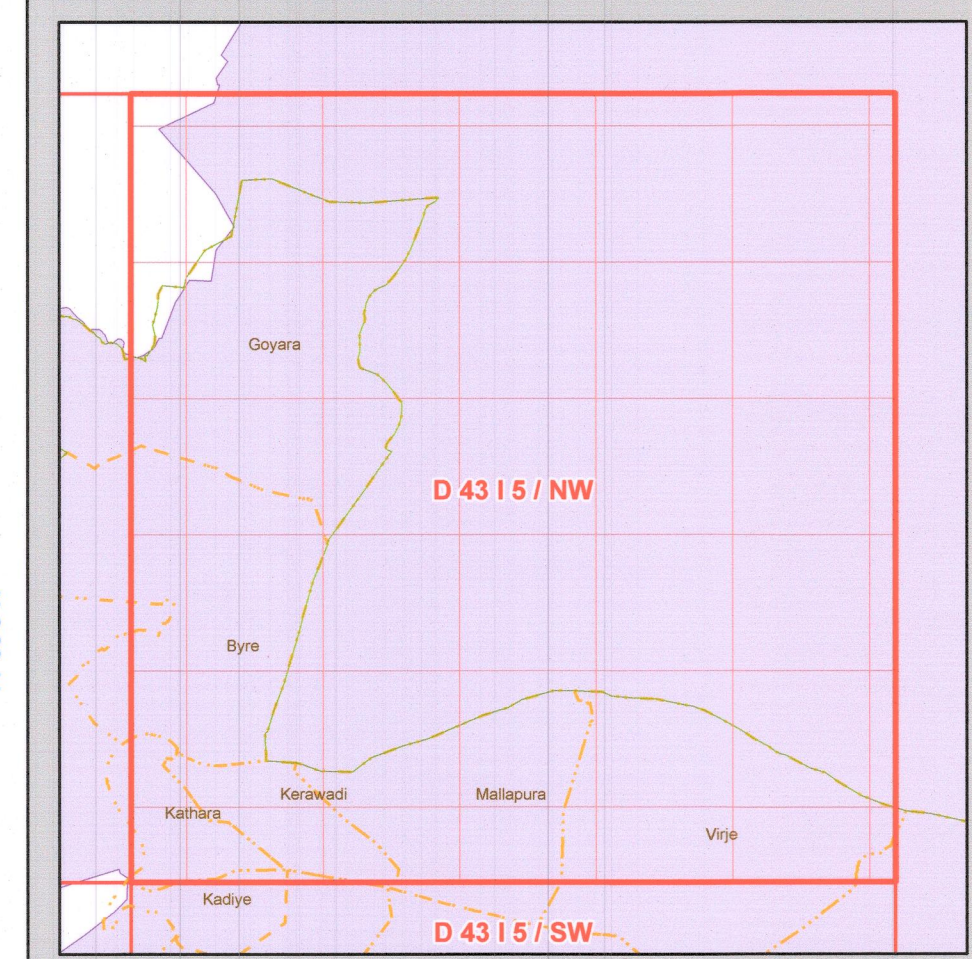 Goyara
D 43 I 5 / NW
Byre
Kerawadi
Mallapura
Kathara
Virje
Kadiye
D 43 I 5 / SW